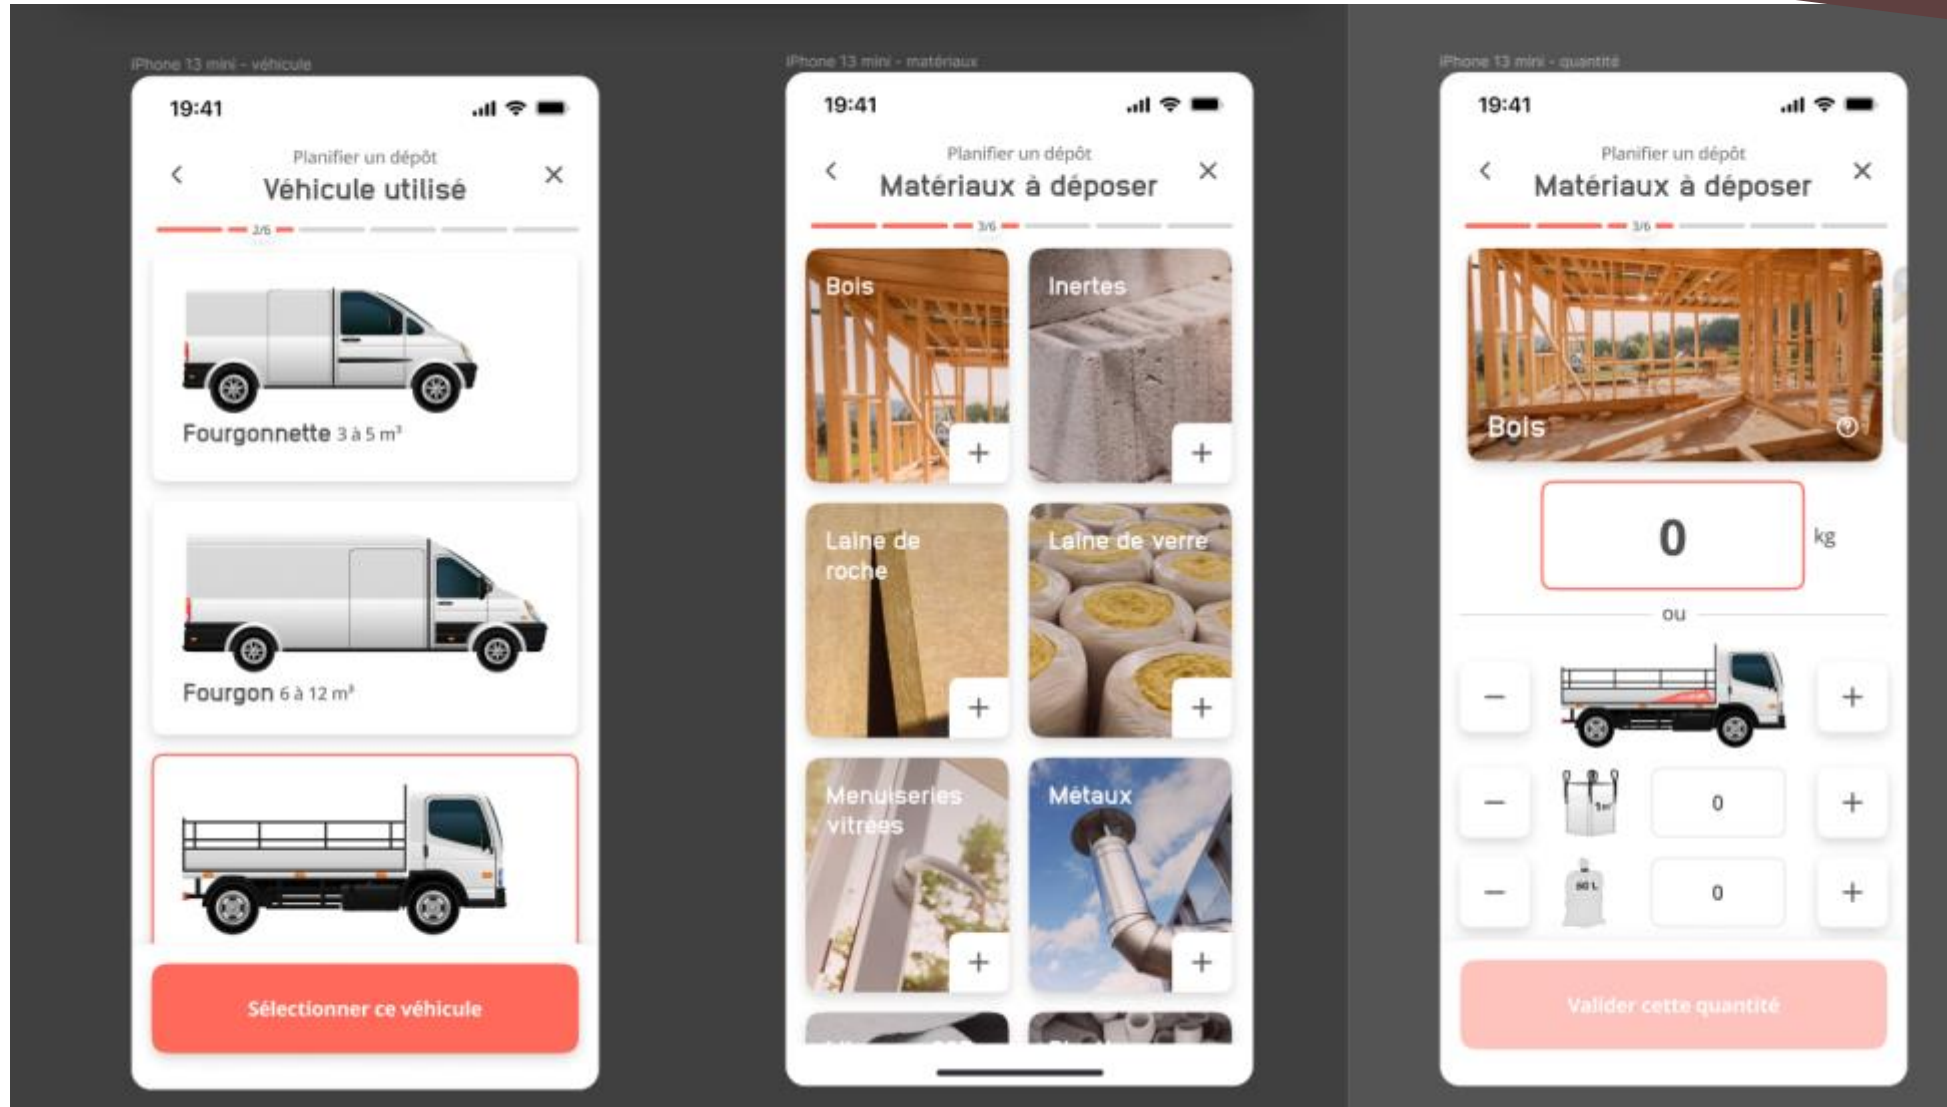 iPhone 13 mini - véhicule
19:41
Planifier un dépôt
Véhicule utilisé
2/6
Fourgonnette 3 à 5 m³
Fourgon 6 à 12 m³
Sélectionner ce véhicule
iPhone 13 mini - matériaux
19:41
Planifier un dépôt
Matériaux à déposer
3/6
Bois
Inertes
Laine de
roche
Laine de verre
Menuiseries
vitrées
Métaux
iPhone 13 mini - quantité
19:41
Planifier un dépôt
Matériaux à déposer
3/6
Bois
0
kg
ou
0
0
Valider cette quantité